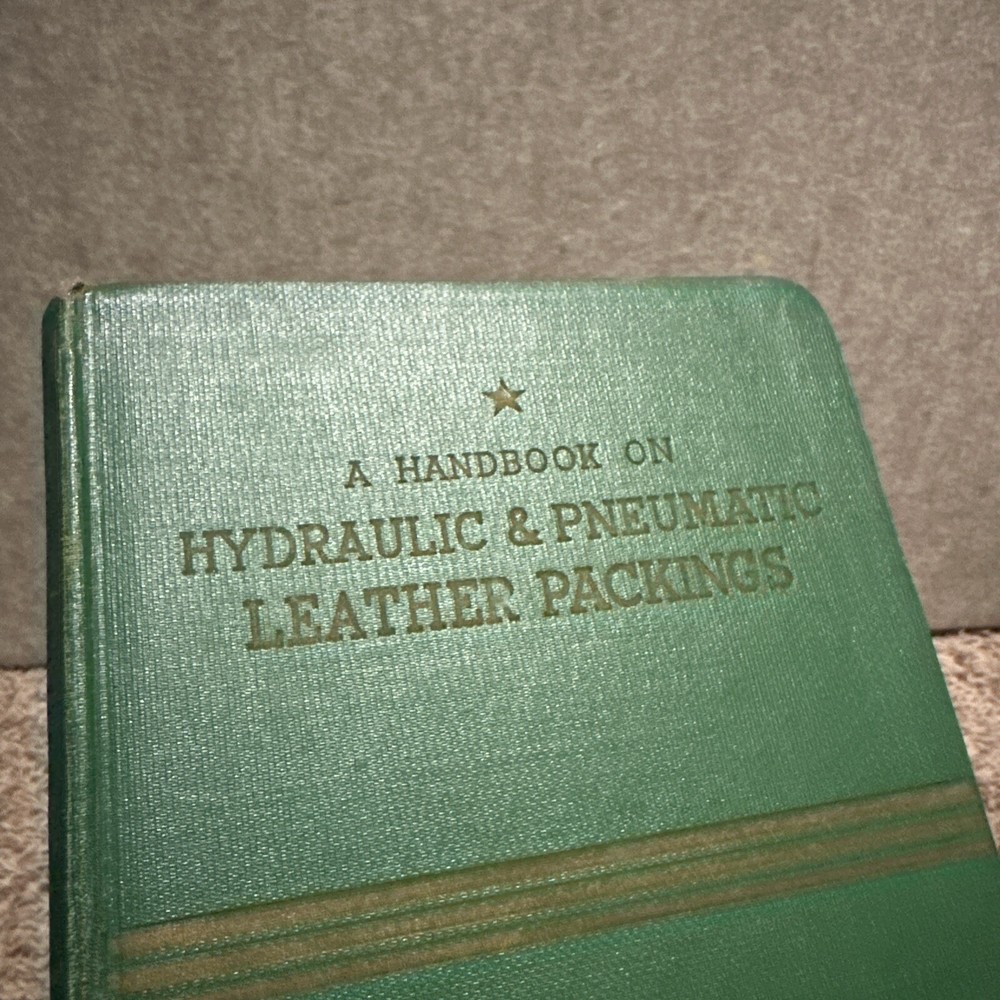 A HANDBOOK ON
HYDRAULIC & PNEUMATIC
LEATHER PACKINGS